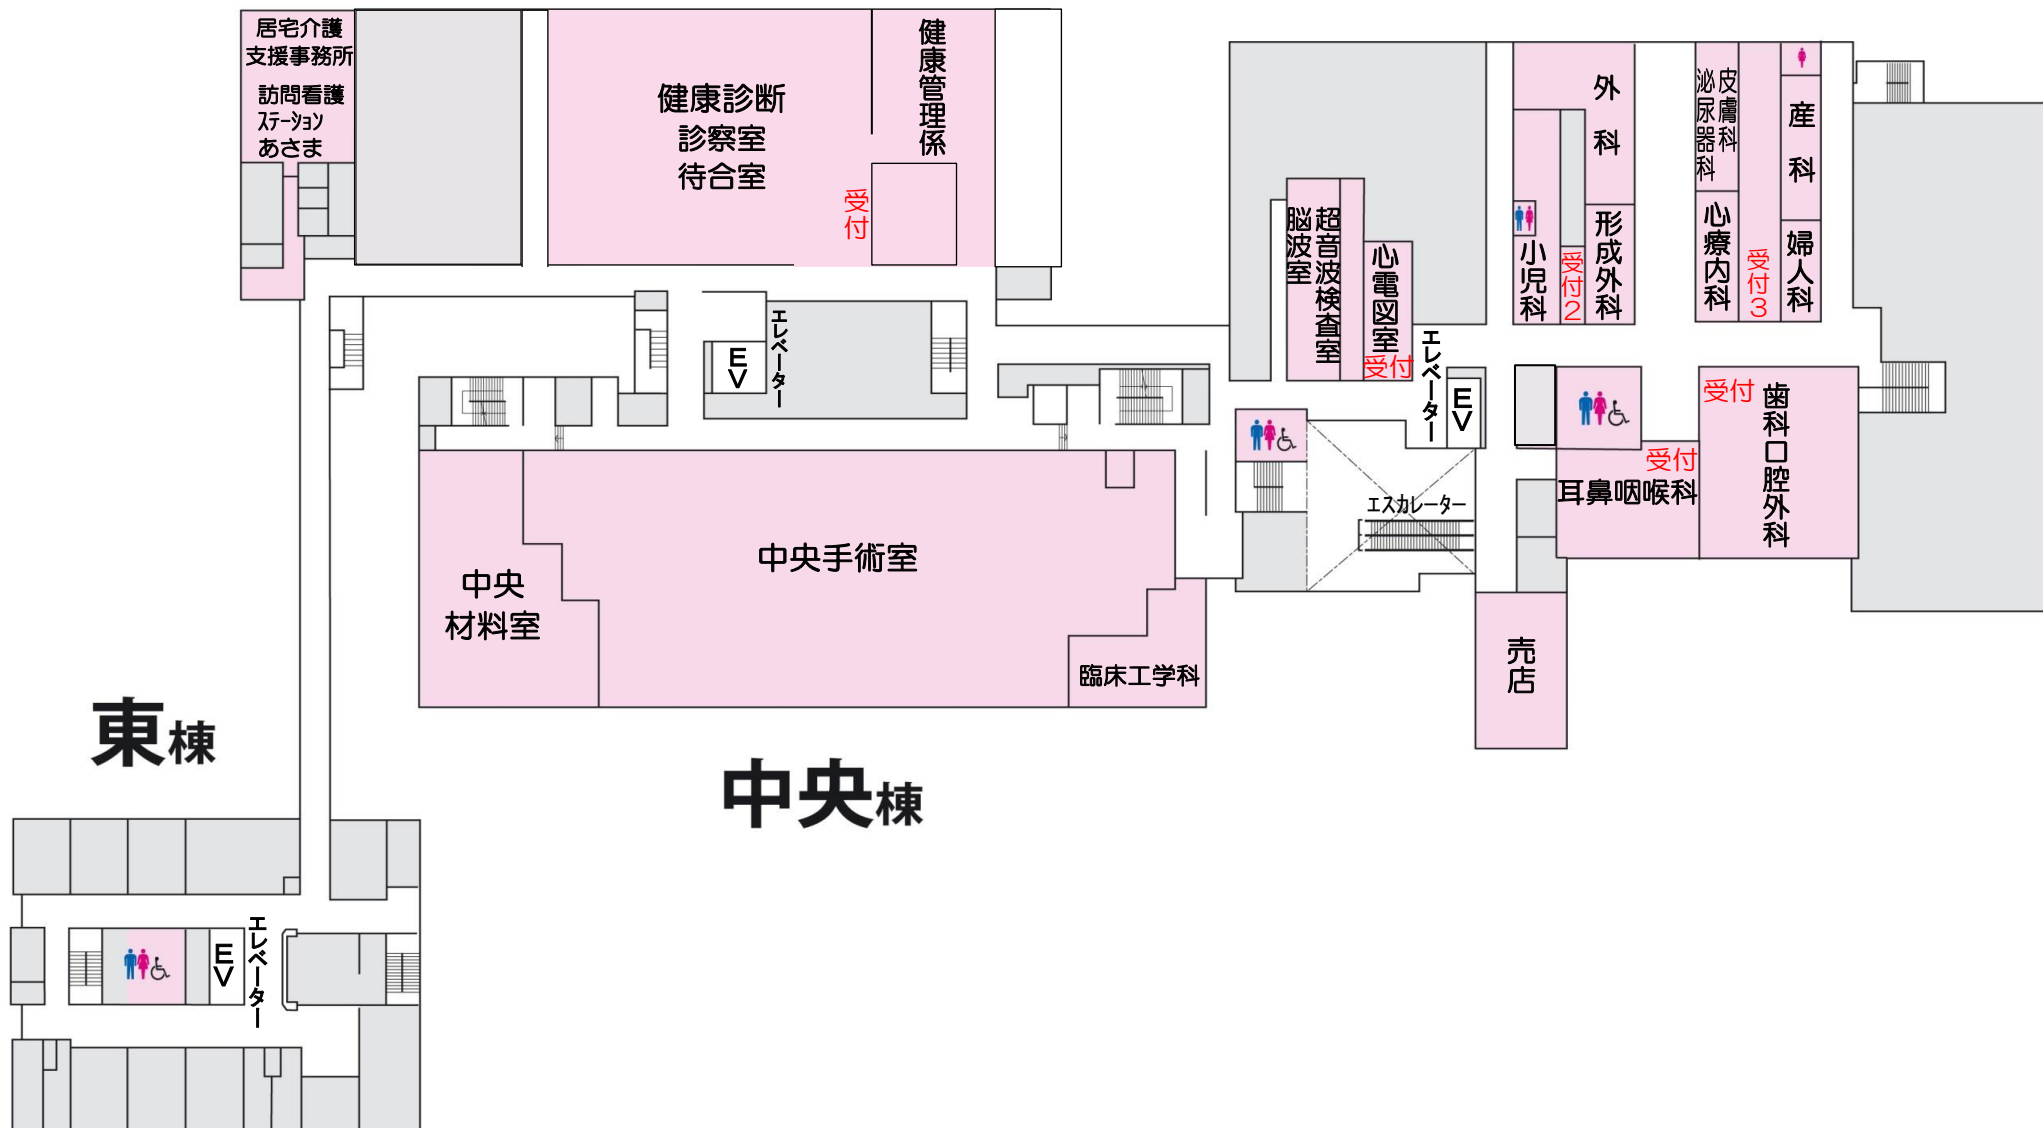 居宅介護
支援事務所
訪問看護
ステーション
あさま
健康診断
診察室
待合室
健康管理係
受付
脳波室
超音波検査室
心電図室
受付
外科
小児科
受付2
形成外科
泌尿器科
皮膚科
心療内科
受付3
産科
婦人科
エレベーター
EV
エレベーター
EV
エスカレーター
受付
耳鼻咽喉科
受付
歯科口腔外科
中央
材料室
中央手術室
臨床工学科
売店
東棟
中央棟
エレベーター
EV